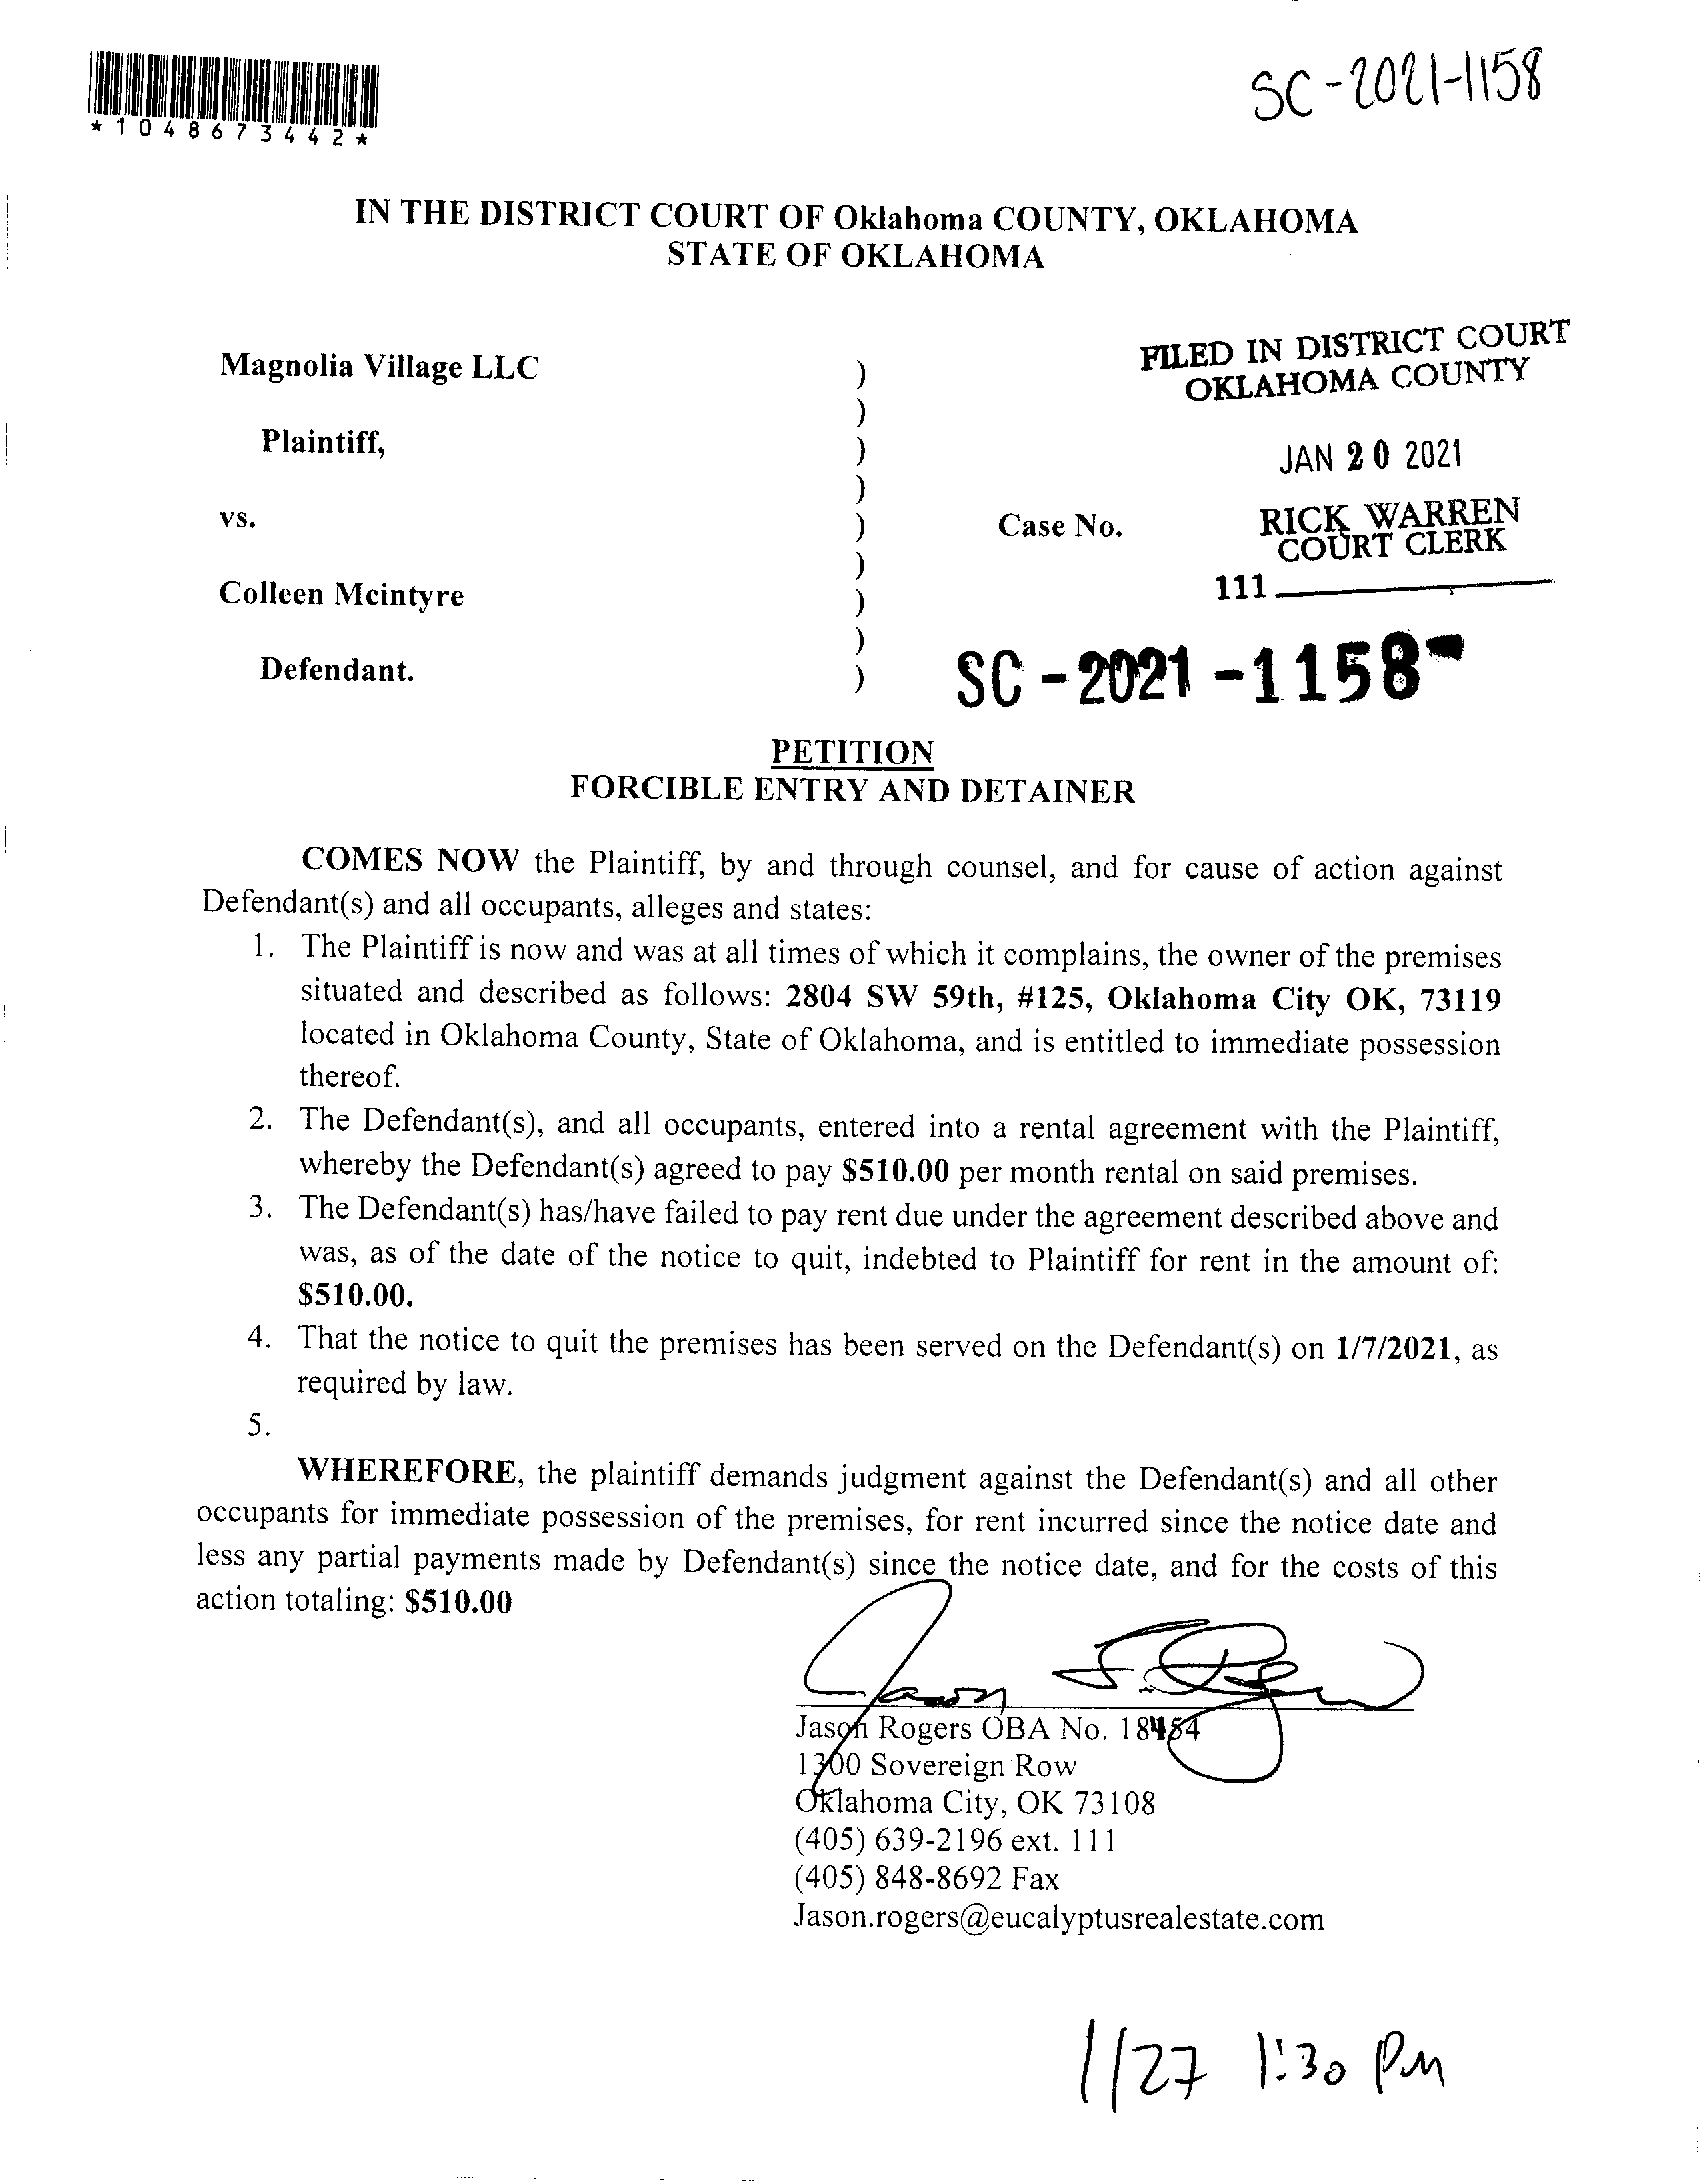 SC-2021-1158
*1048673442*
IN THE DISTRICT COURT OF Oklahoma COUNTY, OKLAHOMA
STATE OF OKLAHOMA
FILED IN DISTRICT COURT
OKLAHOMA COUNTY
JAN 20 2021
RICK WARREN
COURT CLERK
111
Magnolia Village LLC )
)
Plaintiff, )
)
vs. ) Case No.
)
Colleen Mcintyre )
)
Defendant. )
SC-2021-1158-
PETITION
FORCIBLE ENTRY AND DETAINER
COMES NOW the Plaintiff, by and through counsel, and for cause of action against
Defendant(s) and all occupants, alleges and states:
1. The Plaintiff is now and was at all times of which it complains, the owner of the premises
situated and described as follows: 2804 SW 59th, #125, Oklahoma City OK, 73119
located in Oklahoma County, State of Oklahoma, and is entitled to immediate possession
thereof.
2. The Defendant(s), and all occupants, entered into a rental agreement with the Plaintiff,
whereby the Defendant(s) agreed to pay $510.00 per month rental on said premises.
3. The Defendant(s) has/have failed to pay rent due under the agreement described above and
was, as of the date of the notice to quit, indebted to Plaintiff for rent in the amount of:
$510.00.
4. That the notice to quit the premises has been served on the Defendant(s) on 1/7/2021, as
required by law.
5.
WHEREFORE, the plaintiff demands judgment against the Defendant(s) and all other
occupants for immediate possession of the premises, for rent incurred since the notice date and
less any partial payments made by Defendant(s) since the notice date, and for the costs of this
action totaling: $510.00
Jason Rogers OBA No.
1300 Sovereign Row
Oklahoma City, OK 73108
(405) 639-2196 ext. 111
(405) 848-8692 Fax
Jason.rogers@eucalyptusrealestate.com
1/27 1:30 PM